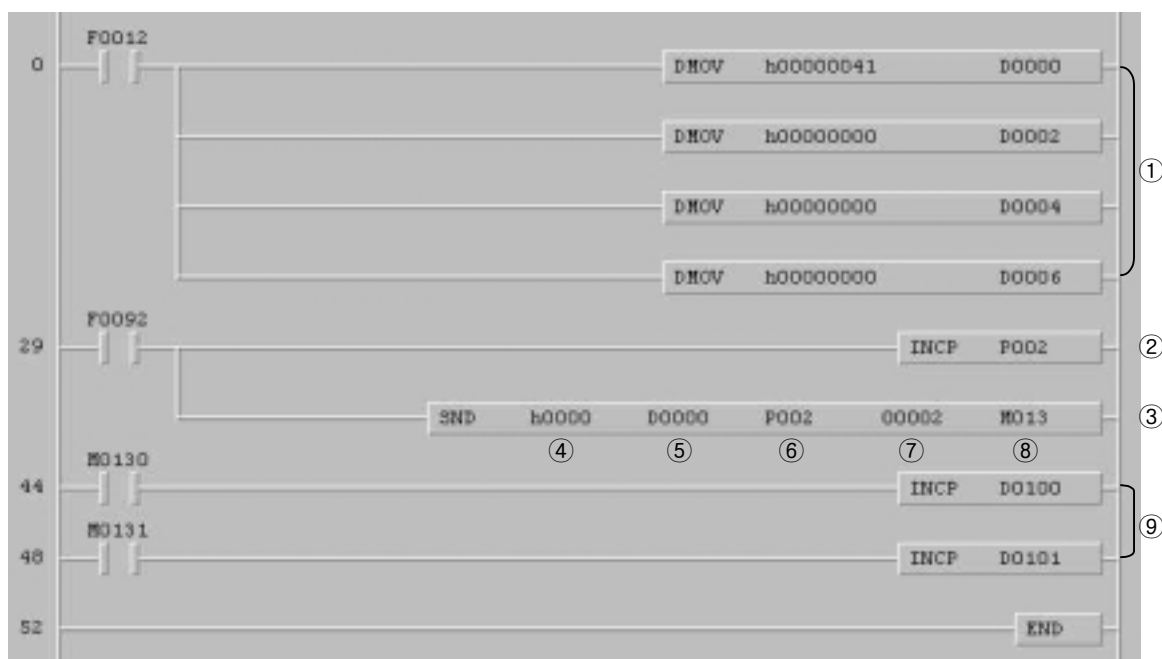 F0012
0 DMOV h00000041 D0000
DMOV h00000000 D0002
①
DMOV h00000000 D0004
DMOV h00000000 D0006
F0092
29 INCP P002 ②
SND h0000 D0000 P002 00002 M013 ③
④ ⑤ ⑥ ⑦ ⑧
M0130
44 INCP D0100
⑨
M0131
48 INCP D0101
52 END